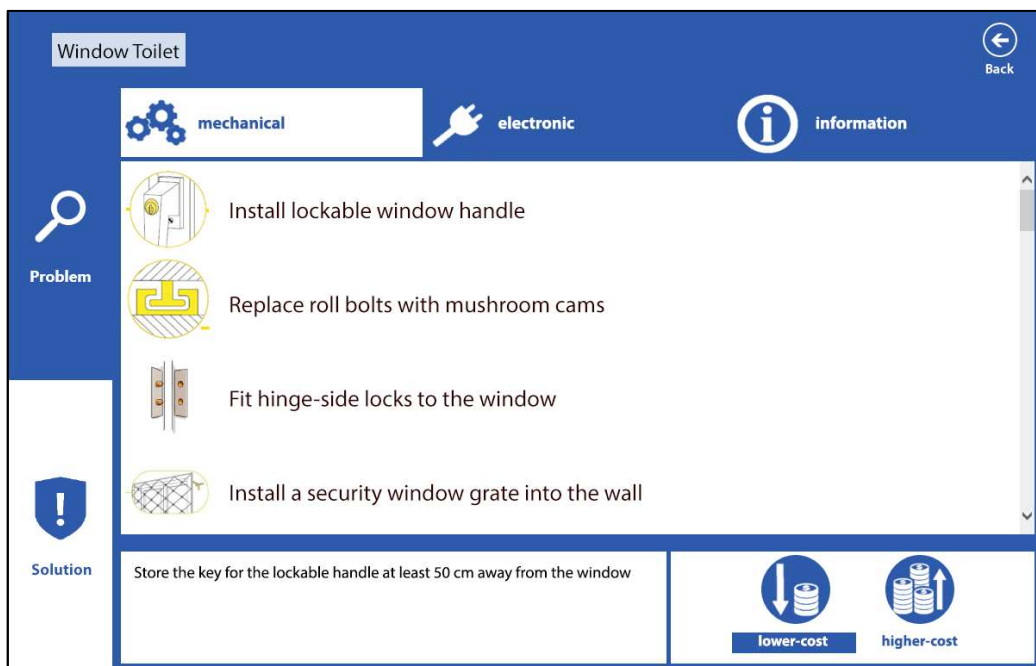 Window Toilet
Back
mechanical
electronic
information
Problem
Install lockable window handle
Replace roll bolts with mushroom cams
Fit hinge-side locks to the window
Install a security window grate into the wall
Solution
Store the key for the lockable handle at least 50 cm away from the window
lower-cost
higher-cost